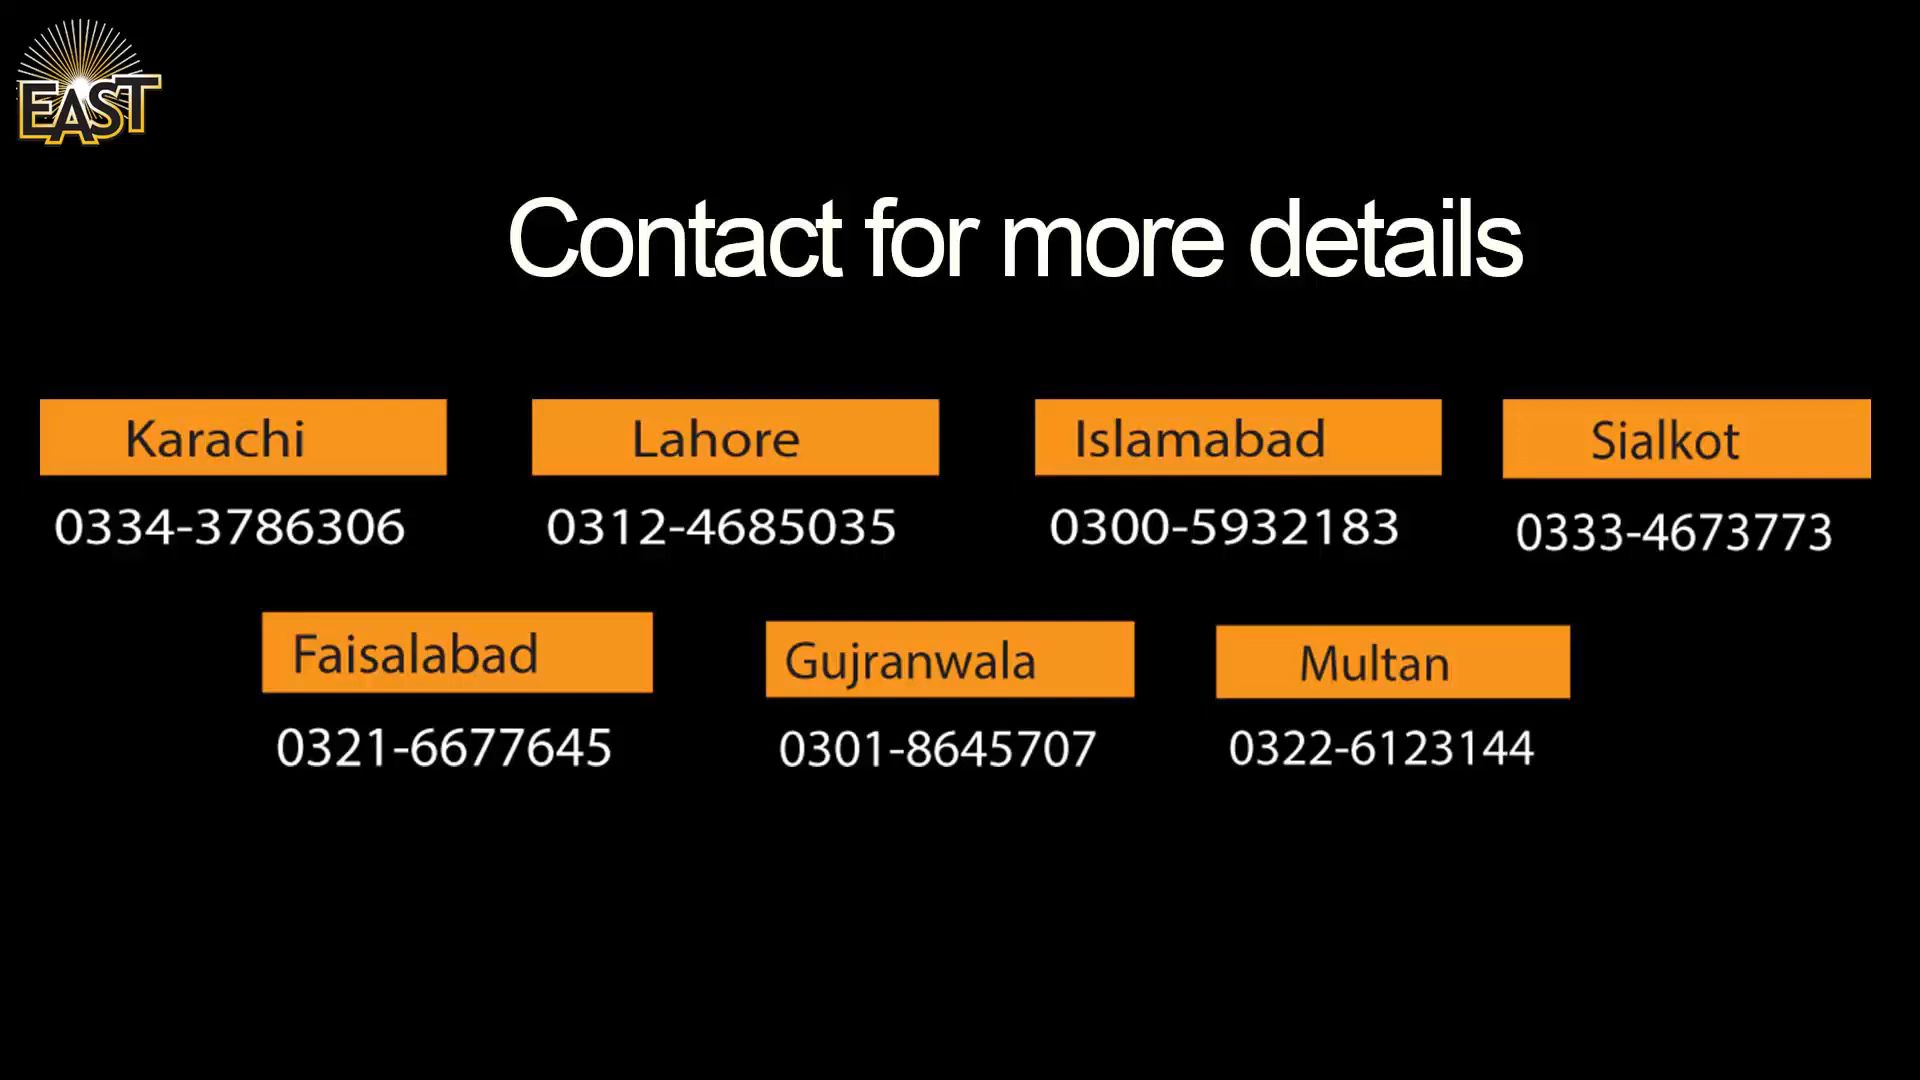 EAST
Contact for more details
Karachi Lahore Islamabad Sialkot
0334-3786306 0312-4685035 0300-5932183 0333-4673773
Faisalabad Gujranwala Multan
0321-6677645 0301-8645707 0322-6123144